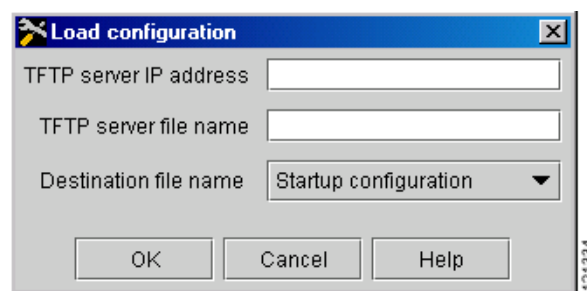 Load configuration
TFTP server IP address
TFTP server file name
Destination file name Startup configuration
OK Cancel Help